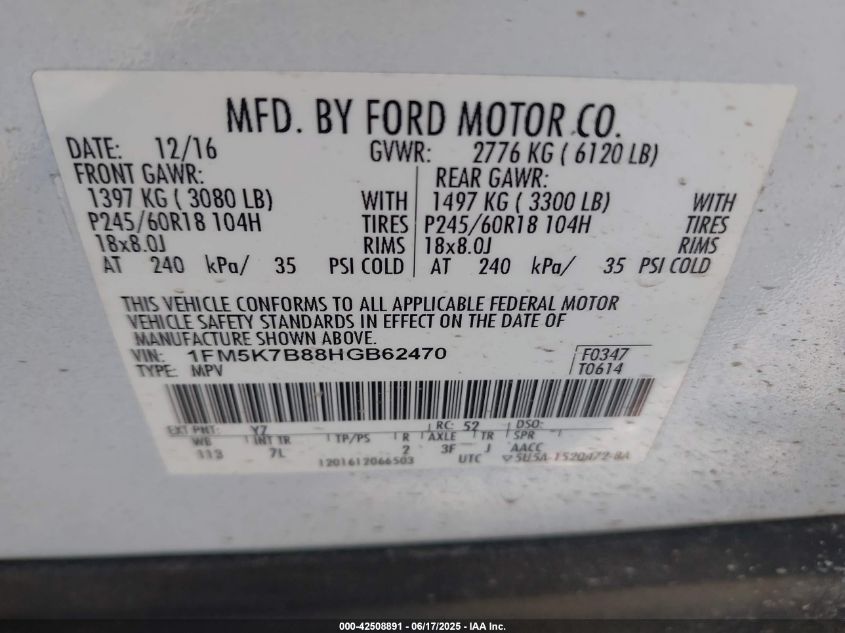 MFD. BY FORD MOTOR CO.
DATE: 12/16 GVWR: 2776 KG ( 6120 LB)
FRONT GAWR: REAR GAWR:
1397 KG ( 3080 LB) WITH 1497 KG ( 3300 LB) WITH
P245/60R18 104H TIRES P245/60R18 104H TIRES
18x8.0J RIMS 18x8.0J RIMS
AT 240 kPa/ 35 PSI COLD AT 240 kPa/ 35 PSI COLD
THIS VEHICLE CONFORMS TO ALL APPLICABLE FEDERAL MOTOR
VEHICLE SAFETY STANDARDS IN EFFECT ON THE DATE OF
MANUFACTURE SHOWN ABOVE.
VIN: 1FM5K7B88HGB62470 F0347
TYPE: MPV T0614
EXT PNT: YZ RC: 52 DSO:
WB INT TR TP/PS R AXLE TR SPR
113 7L 2 3F J AACC
1201612066503 UTC 5U5A-1520472-BA
000-42508891 - 06/17/2025 - IAA Inc.